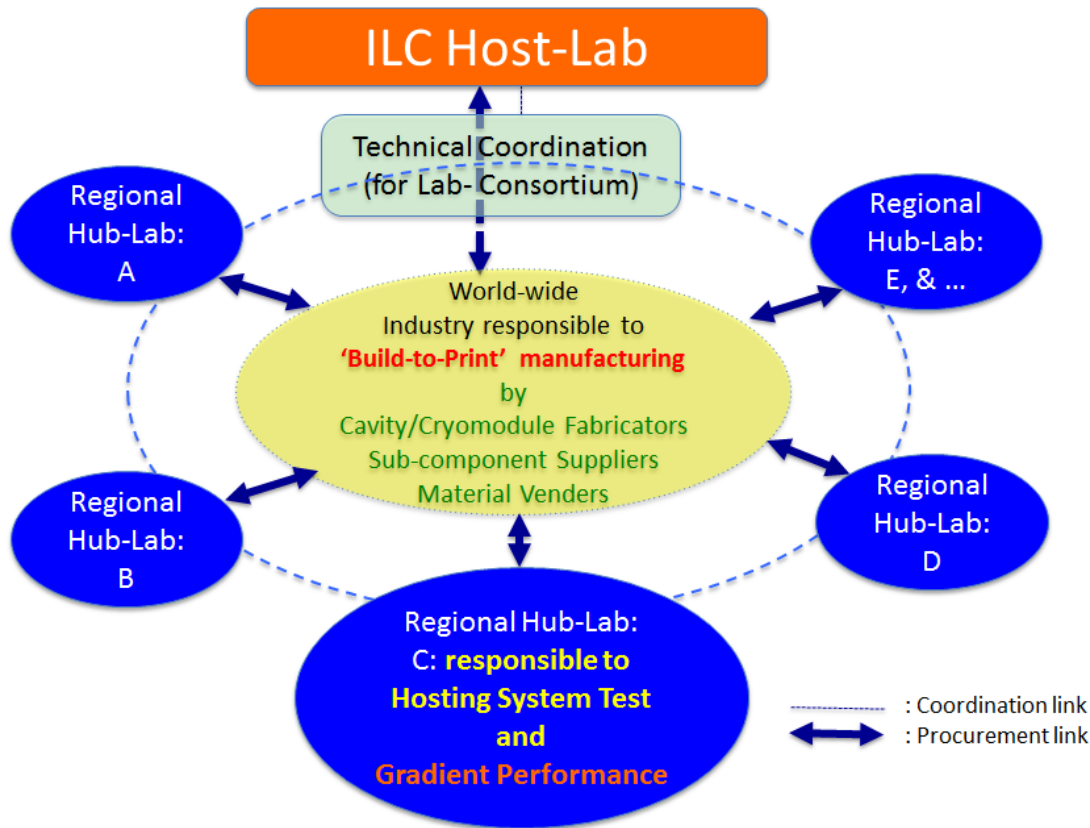 ILC Host-Lab
Technical Coordination
(for Lab- Consortium)
Regional
Hub-Lab:
A
Regional
Hub-Lab:
E, & ...
World-wide
Industry responsible to
‘Build-to-Print’ manufacturing
by
Cavity/Cryomodule Fabricators
Sub-component Suppliers
Material Venders
Regional
Hub-Lab:
B
Regional
Hub-Lab:
D
Regional Hub-Lab:
C: responsible to
Hosting System Test
and
Gradient Performance
: Coordination link
: Procurement link